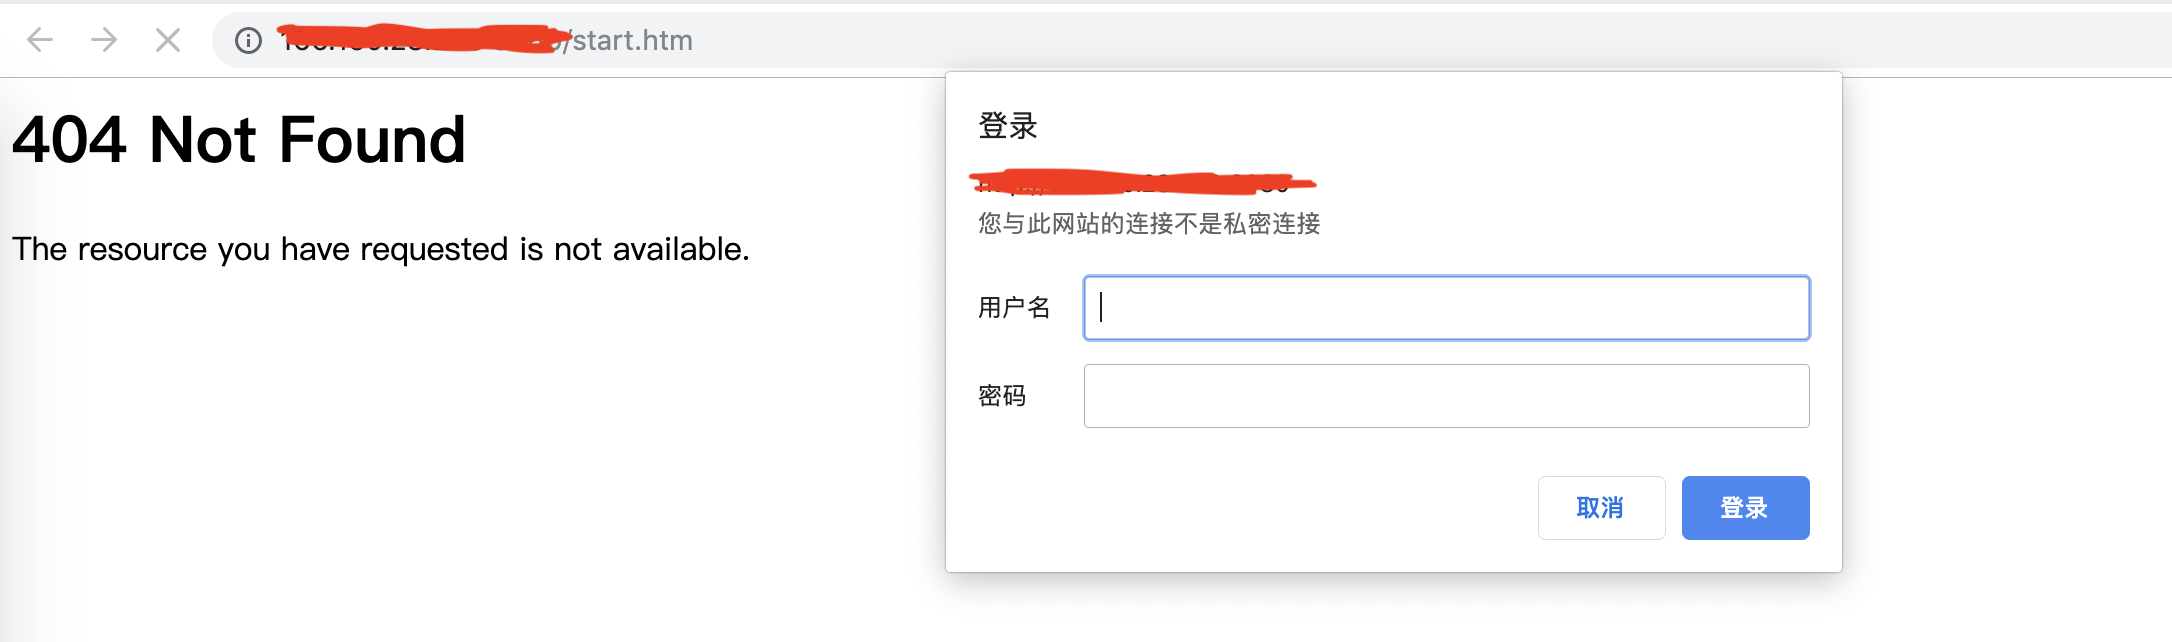 /start.htm
404 Not Found
The resource you have requested is not available.
登录
您与此网站的连接不是私密连接
用户名
密码
取消
登录